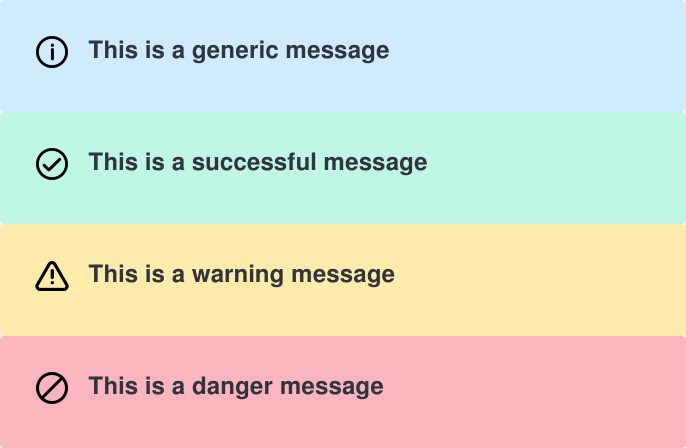 This is a generic message
This is a successful message
This is a warning message
This is a danger message